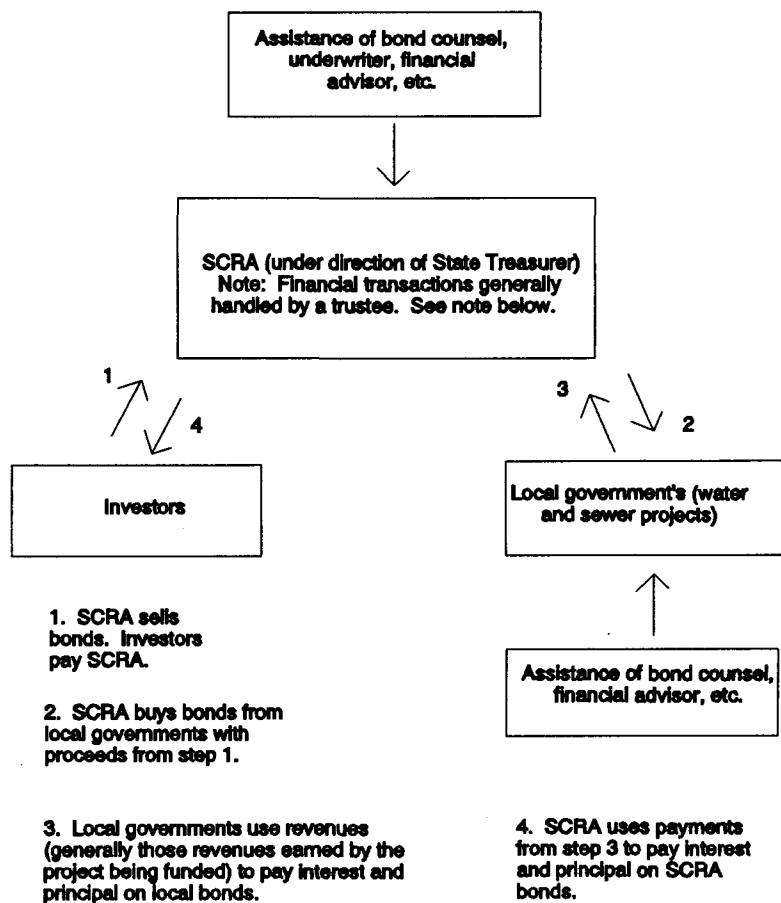 Assistance of bond counsel,
underwriter, financial
advisor, etc.
SCRA (under direction of State Treasurer)
Note: Financial transactions generally
handled by a trustee. See note below.
1
4
3
2
Investors
Local government's (water
and sewer projects)
Assistance of bond counsel,
financial advisor, etc.
1. SCRA sells
bonds. Investors
pay SCRA.
2. SCRA buys bonds from
local governments with
proceeds from step 1.
3. Local governments use revenues
(generally those revenues earned by the
project being funded) to pay interest and
principal on local bonds.
4. SCRA uses payments
from step 3 to pay interest
and principal on SCRA
bonds.